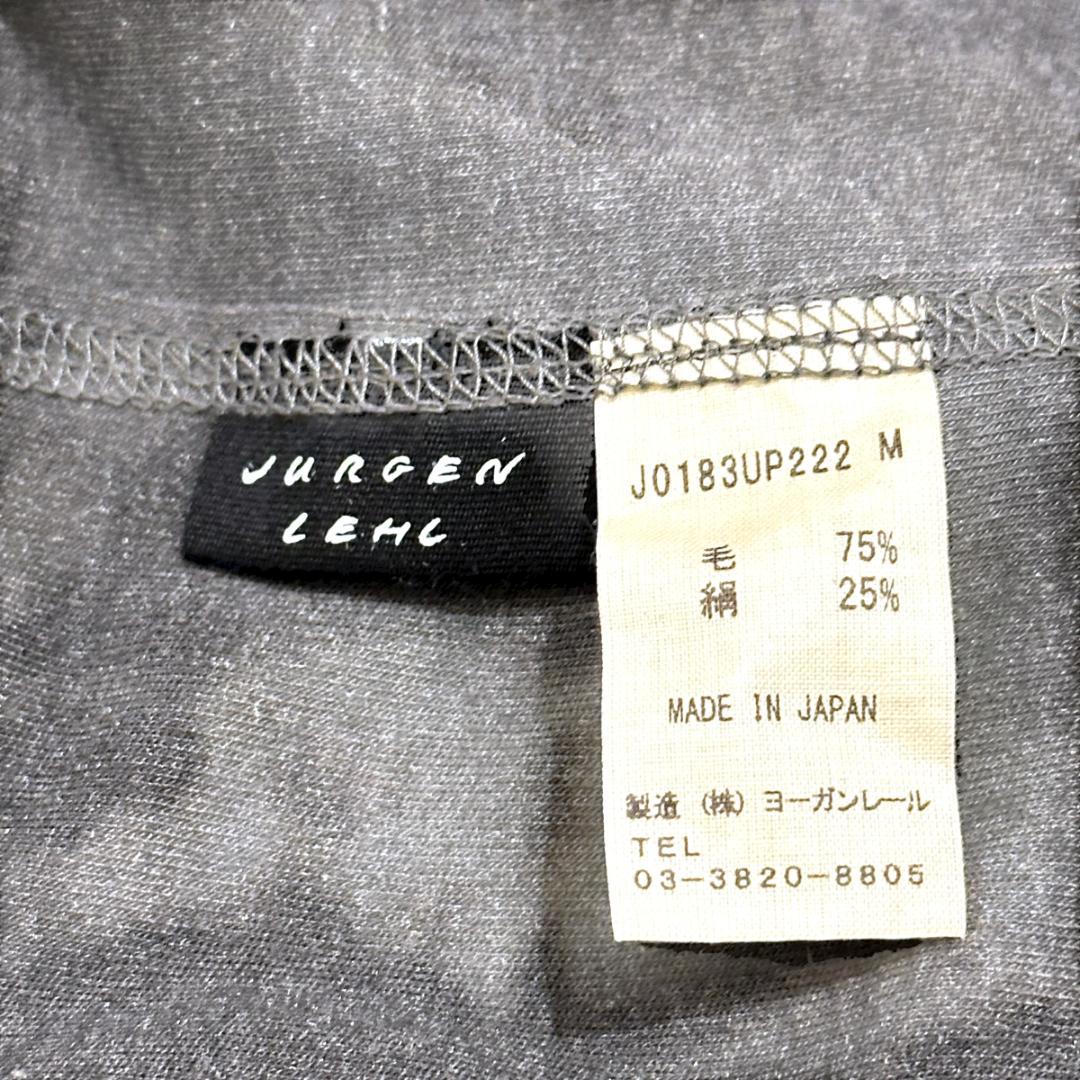 JURGEN
LEHL
J0183UP222 M
毛 75%
絹 25%
MADE IN JAPAN
製造 (株) ヨーガンレール
TEL
03-3820-8805